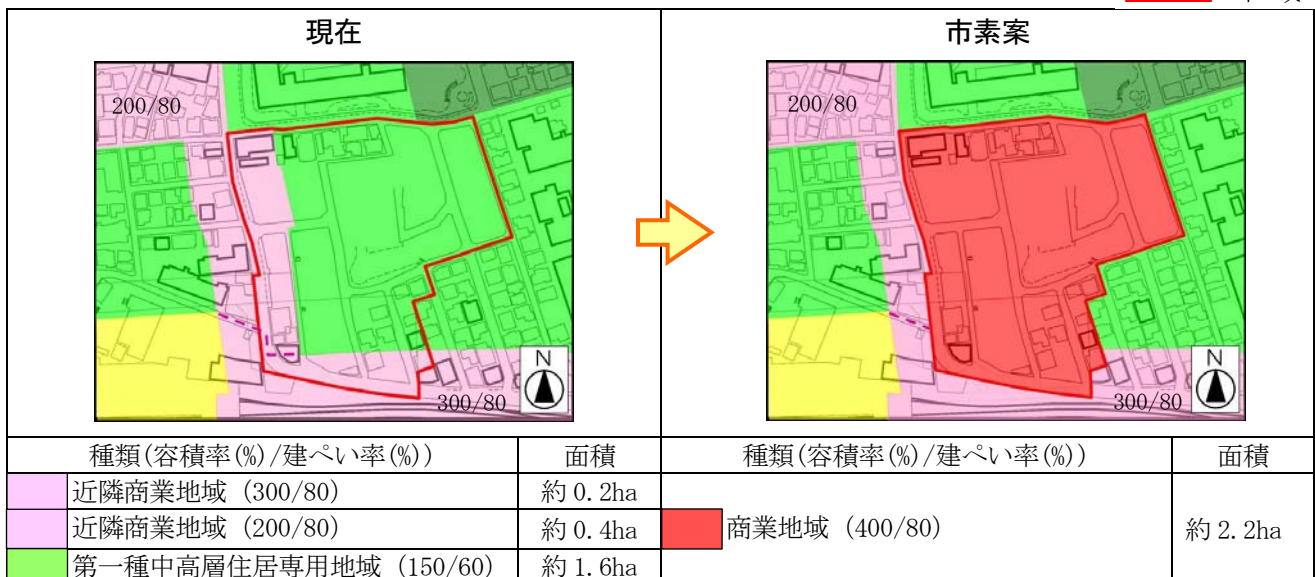 現在
市素案
200/80
N
300/80
200/80
N
300/80
種類(容積率(%)/建ぺい率(%)) 面積 種類(容積率(%)/建ぺい率(%)) 面積
近隣商業地域 (300/80) 約 0.2ha
近隣商業地域 (200/80) 約 0.4ha 商業地域 (400/80) 約 2.2ha
第一種中高層住居専用地域 (150/60) 約 1.6ha